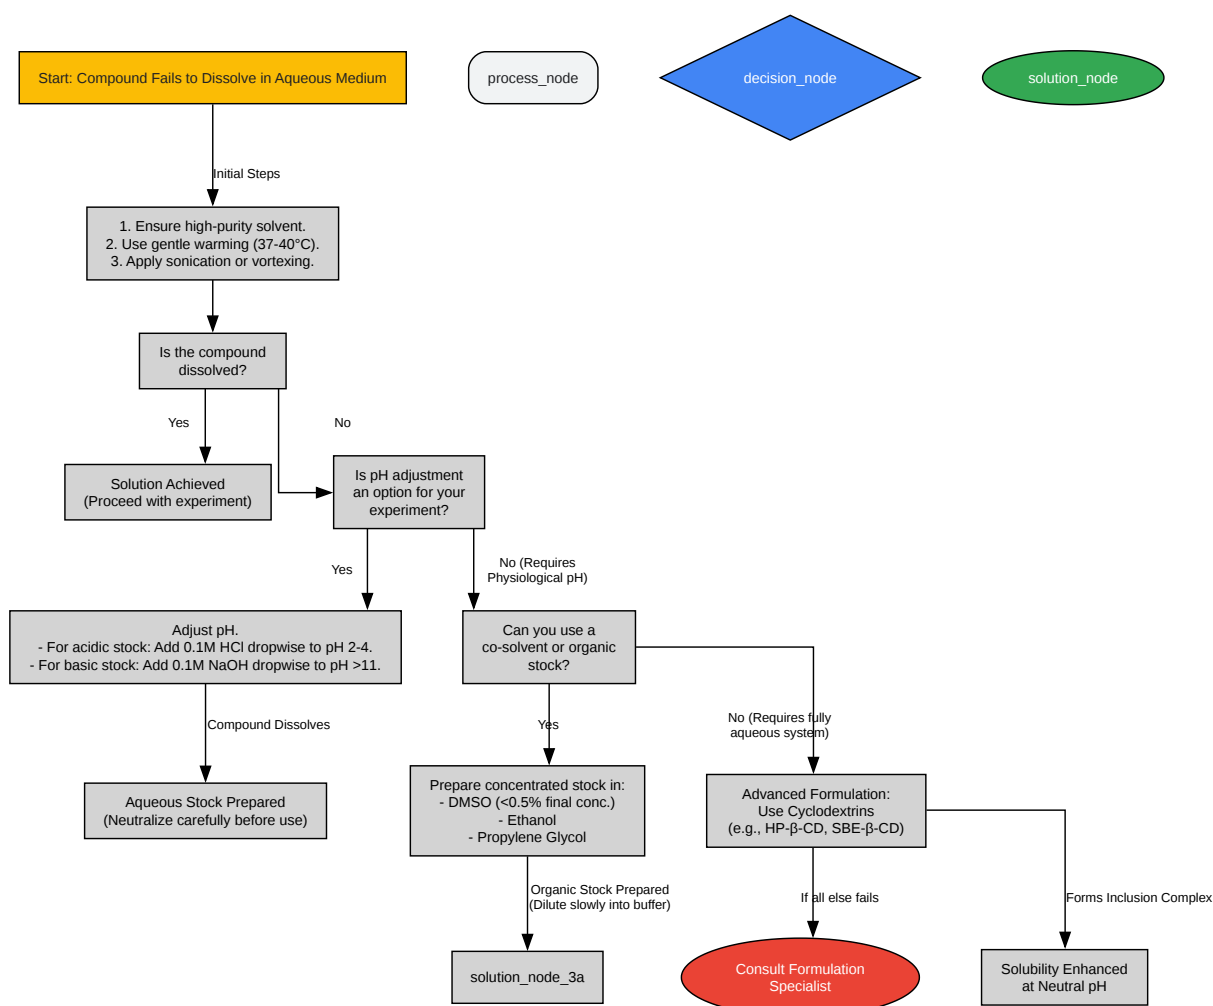 Start: Compound Fails to Dissolve in Aqueous Medium
process_node
decision_node
solution_node
Initial Steps
1. Ensure high-purity solvent.
2. Use gentle warming (37-40°C).
3. Apply sonication or vortexing.
Is the compound
dissolved?
Yes
No
Solution Achieved
(Proceed with experiment)
Is pH adjustment
an option for your
experiment?
Yes
No (Requires
Physiological pH)
Adjust pH.
- For acidic stock: Add 0.1M HCl dropwise to pH 2-4.
- For basic stock: Add 0.1M NaOH dropwise to pH >11.
Can you use a
co-solvent or organic
stock?
Compound Dissolves
Yes
No (Requires fully
aqueous system)
Aqueous Stock Prepared
(Neutralize carefully before use)
Prepare concentrated stock in:
- DMSO (<0.5% final conc.)
- Ethanol
- Propylene Glycol
Advanced Formulation:
Use Cyclodextrins
(e.g., HP-β-CD, SBE-β-CD)
Organic Stock Prepared
(Dilute slowly into buffer)
If all else fails
Forms Inclusion Complex
solution_node_3a
Consult Formulation
Specialist
Solubility Enhanced
at Neutral pH